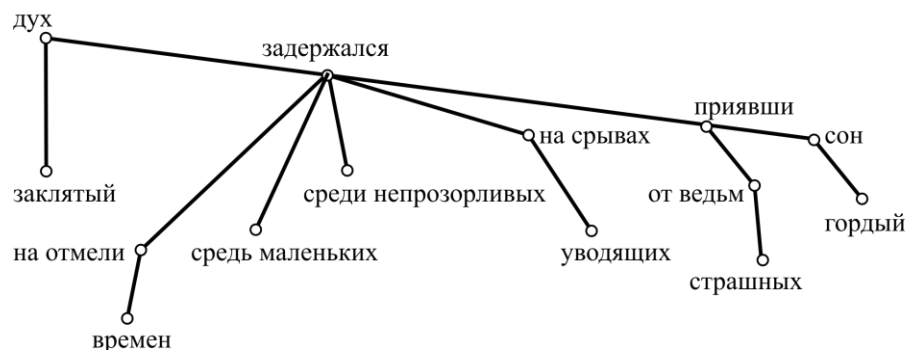 дух
задержался
приявши
на срывах
сон
заклятый
среди непрозорливых
от ведьм
гордый
на отмели
средь маленьких
уводящих
страшных
времен